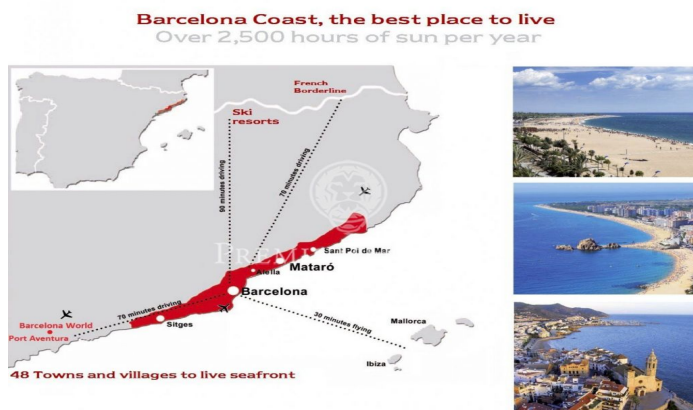 Barcelona Coast, the best place to live
Over 2,500 hours of sun per year
French
Borderline
Ski
resorts
90 minutes driving
70 minutes driving
Sant Pol de Mar
PREMI
Alella
Mataró
Barcelona
70 minutes driving
30 minutes flying
Barcelona World
Port Aventura
Sitges
Mallorca
Ibiza
48 Towns and villages to live seafront